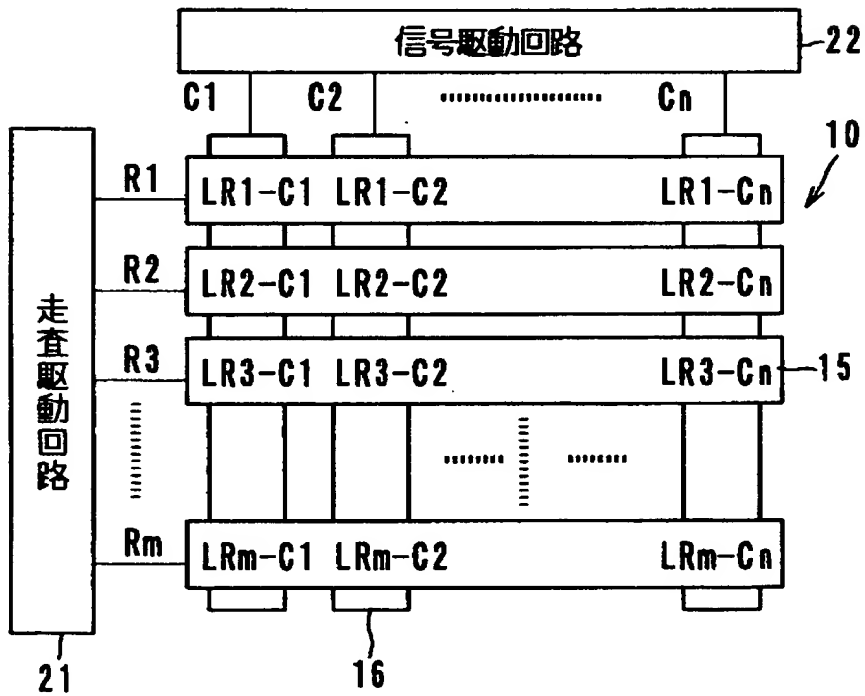 信号駆動回路
22
C1 C2 Cn
10
R1
LR1-C1 LR1-C2 LR1-Cn
R2
LR2-C1 LR2-C2 LR2-Cn
R3
LR3-C1 LR3-C2 LR3-Cn
15
走査駆動回路
Rm
LRm-C1 LRm-C2 LRm-Cn
21
16